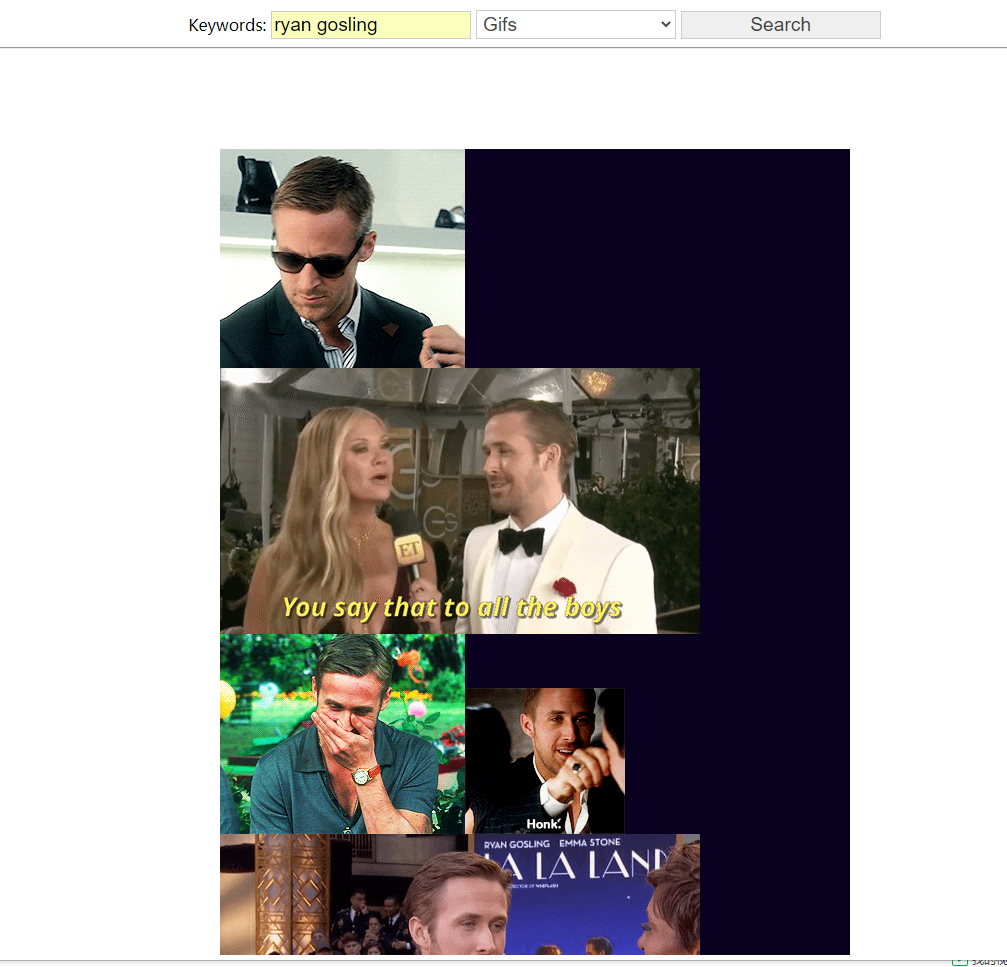 Keywords: ryan gosling Gifs Search
ET
You say that to all the boys
Honk.
RYAN GOSLING EMMA STONE
LA LA LAND